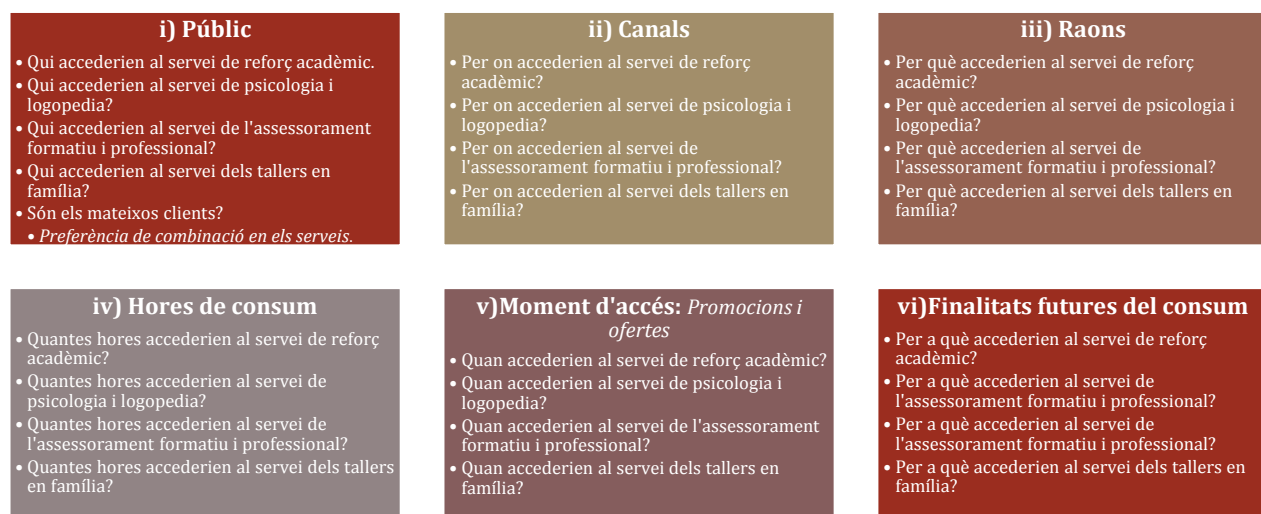 i) Públic
• Qui accederien al servei de reforç acadèmic.
• Qui accederien al servei de psicologia i
logopedia?
• Qui accederien al servei de l'assessorament
formatiu i professional?
• Qui accederien al servei dels tallers en
família?
• Són els mateixos clients?
• Preferència de combinació en els serveis.
ii) Canals
• Per on accederien al servei de reforç
acadèmic?
• Per on accederien al servei de psicologia i
logopedia?
• Per on accederien al servei de
l'assessorament formatiu i professional?
• Per on accederien al servei dels tallers en
família?
iii) Raons
• Per què accederien al servei de reforç
acadèmic?
• Per què accederien al servei de psicologia i
logopedia?
• Per què accederien al servei de
l'assessorament formatiu i professional?
• Per què accederien al servei dels tallers en
família?
iv) Hores de consum
• Quantes hores accederien al servei de reforç
acadèmic?
• Quantes hores accederien al servei de
psicologia i logopedia?
• Quantes hores accederien al servei de
l'assessorament formatiu i professional?
• Quantes hores accederien al servei dels tallers
en família?
v)Moment d'accés: Promocions i
ofertes
• Quan accederien al servei de reforç acadèmic?
• Quan accederien al servei de psicologia i
logopedia?
• Quan accederien al servei de l'assessorament
formatiu i professional?
• Quan accederien al servei dels tallers en
família?
vi)Finalitats futures del consum
• Per a què accederien al servei de reforç
acadèmic?
• Per a què accederien al servei de
l'assessorament formatiu i professional?
• Per a què accederien al servei de
l'assessorament formatiu i professional?
• Per a què accederien al servei dels tallers en
família?